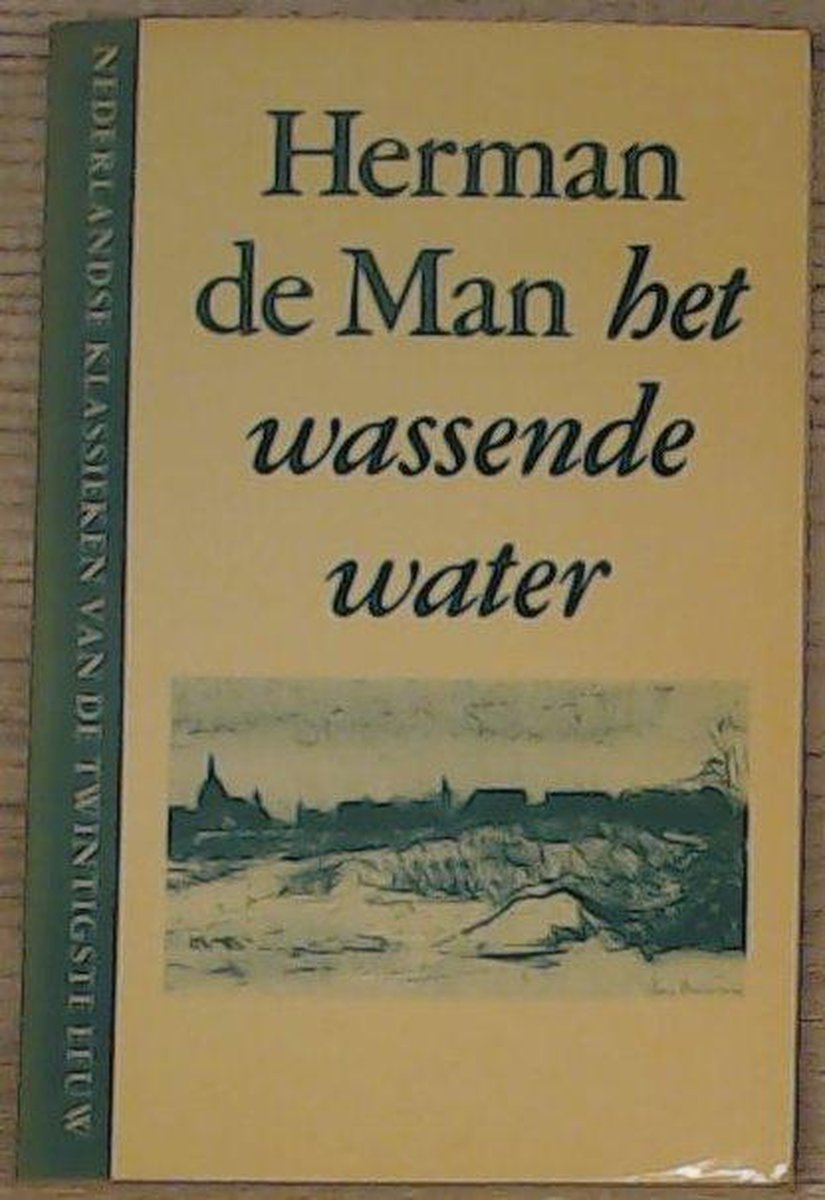 NEDERLANDSE KLASSIEKEN VAN DE TWINTIGSTE EEUW
Herman
de Man het
wassende
water